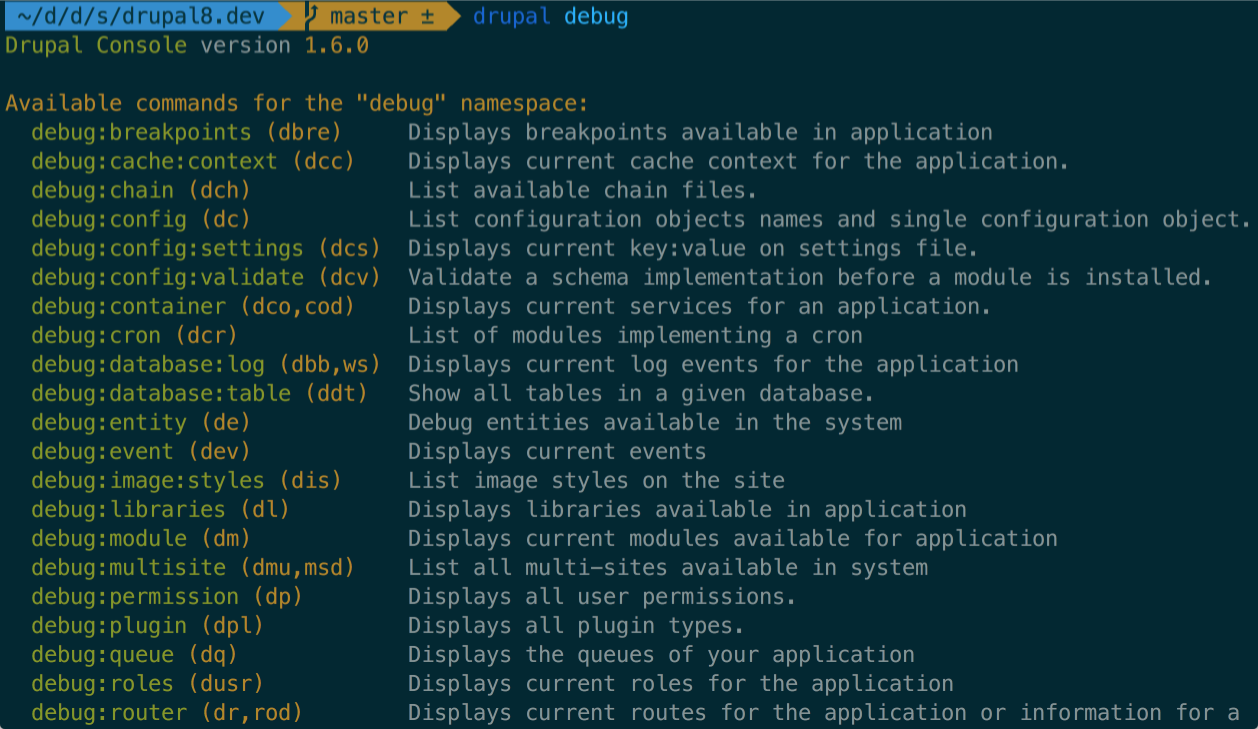 ~/d/d/s/drupal8.dev master ± drupal debug
Drupal Console version 1.6.0
Available commands for the "debug" namespace:
debug:breakpoints (dbre) Displays breakpoints available in application
debug:cache:context (dcc) Displays current cache context for the application.
debug:chain (dch) List available chain files.
debug:config (dc) List configuration objects names and single configuration object.
debug:config:settings (dcs) Displays current key:value on settings file.
debug:config:validate (dcv) Validate a schema implementation before a module is installed.
debug:container (dco,cod) Displays current services for an application.
debug:cron (dcr) List of modules implementing a cron
debug:database:log (dbb,ws) Displays current log events for the application
debug:database:table (ddt) Show all tables in a given database.
debug:entity (de) Debug entities available in the system
debug:event (dev) Displays current events
debug:image:styles (dis) List image styles on the site
debug:libraries (dl) Displays libraries available in application
debug:module (dm) Displays current modules available for application
debug:multisite (dmu,msd) List all multi-sites available in system
debug:permission (dp) Displays all user permissions.
debug:plugin (dpl) Displays all plugin types.
debug:queue (dq) Displays the queues of your application
debug:roles (dusr) Displays current roles for the application
debug:router (dr,rod) Displays current routes for the application or information for a